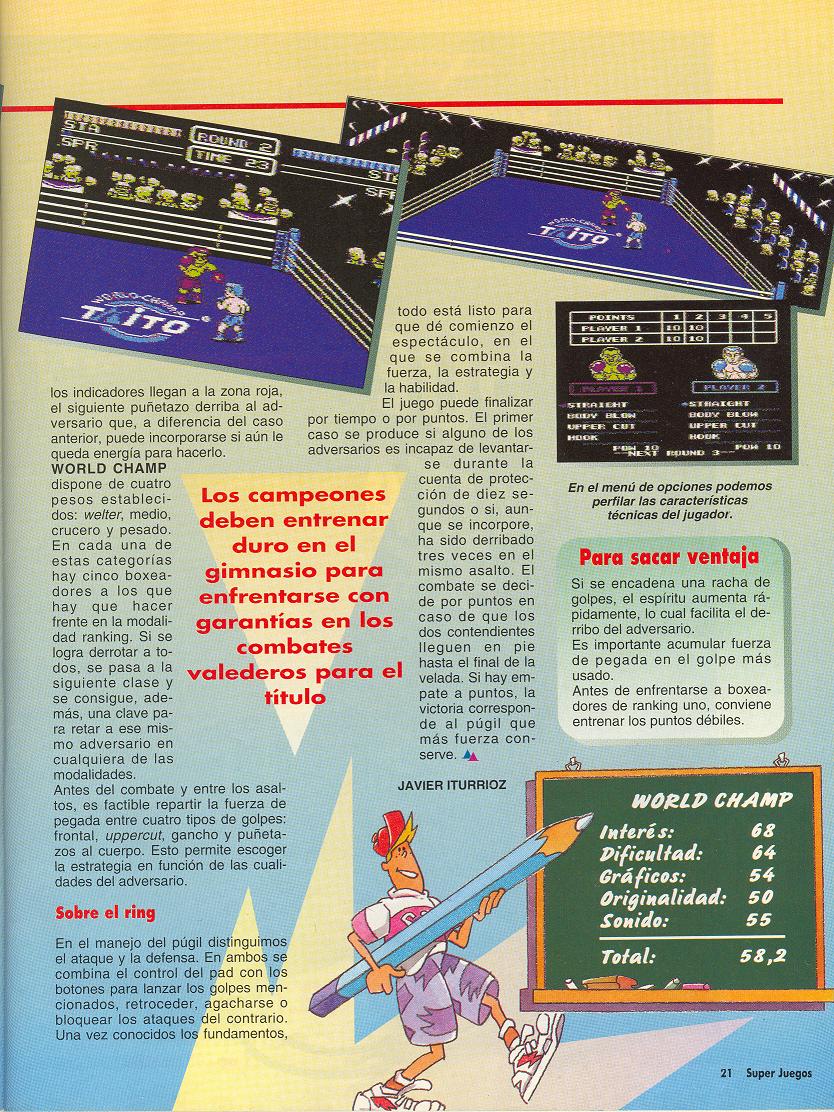 STA
SPR
ROUND 2
TIME 23
STA
SPR
WORLD-CHAMP
TAITO
WORLD-CHAMP
TAITO
los indicadores llegan a la zona roja,
el siguiente puñetazo derriba al ad-
versario que, a diferencia del caso
anterior, puede incorporarse si aún le
queda energía para hacerlo.
WORLD CHAMP
dispone de cuatro
pesos estableci-
dos: welter, medio,
crucero y pesado.
En cada una de
estas categorías
hay cinco boxea-
dores a los que
hay que hacer
frente en la modali-
dad ranking. Si se
logra derrotar a to-
dos, se pasa a la
siguiente clase y
se consigue, ade-
más, una clave pa-
ra retar a ese mis-
mo adversario en
cualquiera de las
modalidades.
Antes del combate y entre los asal-
tos, es factible repartir la fuerza de
pegada entre cuatro tipos de golpes:
frontal, uppercut, gancho y puñeta-
zos al cuerpo. Esto permite escoger
la estrategia en función de las cuali-
dades del adversario.
Sobre el ring
En el manejo del púgil distinguimos
el ataque y la defensa. En ambos se
combina el control del pad con los
botones para lanzar los golpes men-
cionados, retroceder, agacharse o
bloquear los ataques del contrario.
Una vez conocidos los fundamentos,
Los campeones
deben entrenar
duro en el
gimnasio para
enfrentarse con
garantías en los
combates
valederos para el
título
todo está listo para
que dé comienzo el
espectáculo, en el
que se combina la
fuerza, la estrategia y
la habilidad.
El juego puede finalizar
por tiempo o por puntos. El primer
caso se produce si alguno de los
adversarios es incapaz de levantar-
se durante la
cuenta de protec-
ción de diez se-
gundos o si, aun-
que se incorpore,
ha sido derribado
tres veces en el
mismo asalto. El
combate se deci-
de por puntos en
caso de que los
dos contendientes
lleguen en pie
hasta el final de la
velada. Si hay em-
pate a puntos, la
victoria correspon-
de al púgil que
más fuerza con-
serve.
JAVIER ITURRIOZ
POINTS 1 2 3 4 5
PLAYER 1 10 10
PLAYER 2 10 10
PLAYER 1 PLAYER 2
STRAIGHT STRAIGHT
BODY BLOW BODY BLOW
UPPER CUT UPPER CUT
HOOK HOOK
POW 10 POW 10
--NEXT ROUND 3--
En el menú de opciones podemos
perfilar las características
técnicas del jugador.
Para sacar ventaja
Si se encadena una racha de
golpes, el espíritu aumenta rá-
pidamente, lo cual facilita el de-
rribo del adversario.
Es importante acumular fuerza
de pegada en el golpe más
usado.
Antes de enfrentarse a boxea-
dores de ranking uno, conviene
entrenar los puntos débiles.
WORLD CHAMP
Interés: 68
Dificultad: 64
Gráficos: 54
Originalidad: 50
Sonido: 55
Total: 58,2
21 Super Juegos